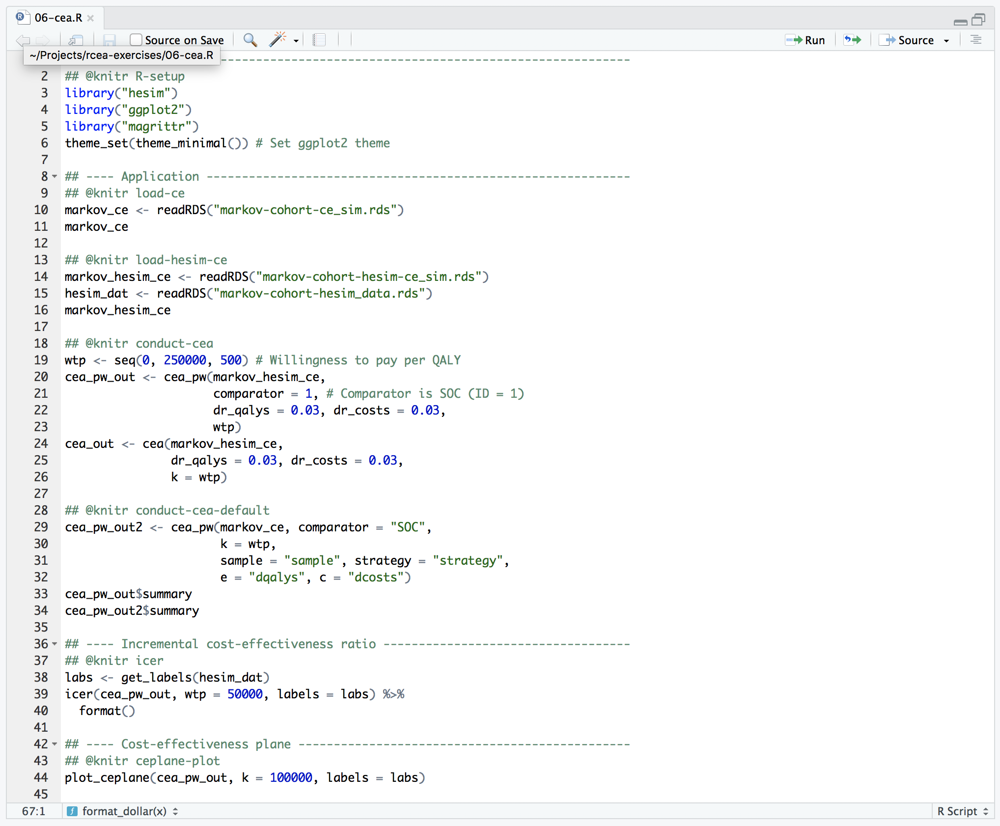 06-cea.R
Source on Save Run Source
~/Projects/rcea-exercises/06-cea.R ----------------------------------------------------------
2 ## @knitr R-setup
3 library("hesim")
4 library("ggplot2")
5 library("magrittr")
6 theme_set(theme_minimal()) # Set ggplot2 theme
7
8 ## ---- Application ------------------------------------------------------------
9 ## @knitr load-ce
10 markov_ce <- readRDS("markov-cohort-ce_sim.rds")
11 markov_ce
12
13 ## @knitr load-hesim-ce
14 markov_hesim_ce <- readRDS("markov-cohort-hesim-ce_sim.rds")
15 hesim_dat <- readRDS("markov-cohort-hesim_data.rds")
16 markov_hesim_ce
17
18 ## @knitr conduct-cea
19 wtp <- seq(0, 250000, 500) # Willingness to pay per QALY
20 cea_pw_out <- cea_pw(markov_hesim_ce,
21                      comparator = 1, # Comparator is SOC (ID = 1)
22                      dr_qalys = 0.03, dr_costs = 0.03,
23                      wtp)
24 cea_out <- cea(markov_hesim_ce,
25                dr_qalys = 0.03, dr_costs = 0.03,
26                k = wtp)
27
28 ## @knitr conduct-cea-default
29 cea_pw_out2 <- cea_pw(markov_ce, comparator = "SOC",
30                       k = wtp,
31                       sample = "sample", strategy = "strategy",
32                       e = "dqalys", c = "dcosts")
33 cea_pw_out$summary
34 cea_pw_out2$summary
35
36 ## ---- Incremental cost-effectiveness ratio -----------------------------------
37 ## @knitr icer
38 labs <- get_labels(hesim_dat)
39 icer(cea_pw_out, wtp = 50000, labels = labs) %>%
40   format()
41
42 ## ---- Cost-effectiveness plane -----------------------------------------------
43 ## @knitr ceplane-plot
44 plot_ceplane(cea_pw_out, k = 100000, labels = labs)
45
67:1 format_dollar(x) R Script